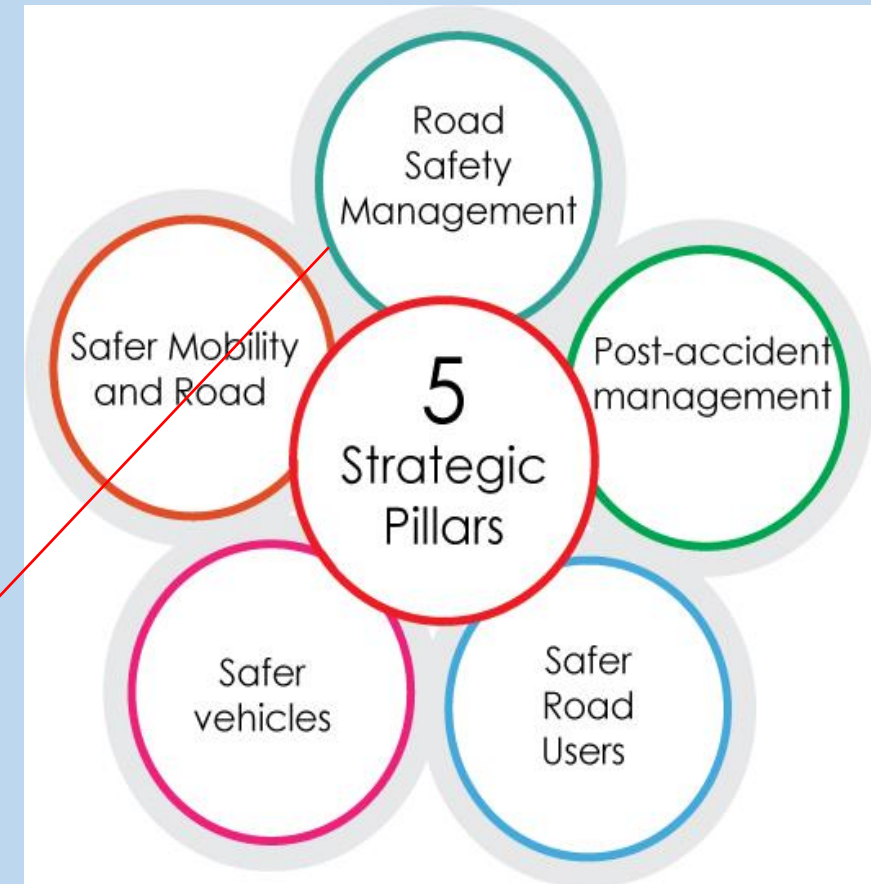 Road
Safety
Management
Safer Mobility
and Road
Post-accident
management
5
Strategic
Pillars
Safer
vehicles
Safer
Road
Users